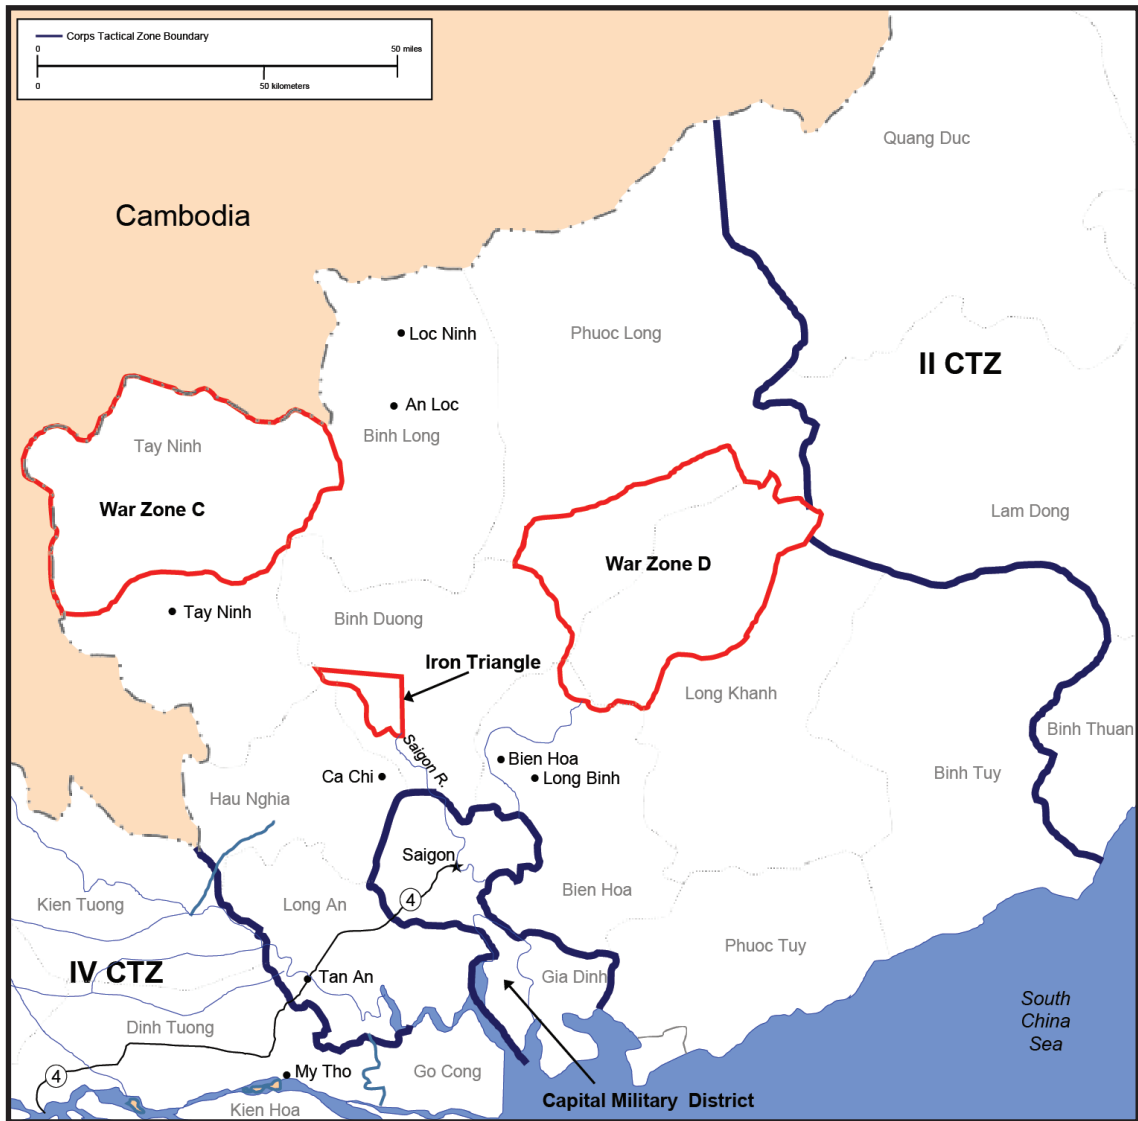 Corps Tactical Zone Boundary
0
50 miles
0
50 kilometers
Quang Duc
Cambodia
Loc Ninh
Phuoc Long
II CTZ
An Loc
Binh Long
Tay Ninh
War Zone C
Lam Dong
War Zone D
Tay Ninh
Binh Duong
Iron Triangle
Long Khanh
Binh Thuan
Saigon R.
Bien Hoa
Ca Chi
Long Binh
Binh Tuy
Hau Nghia
Saigon
4
Bien Hoa
Kien Tuong
Long An
Phuoc Tuy
IV CTZ
Tan An
Gia Dinh
South
China
Sea
Dinh Tuong
4
My Tho
Go Cong
Capital Military District
Kien Hoa